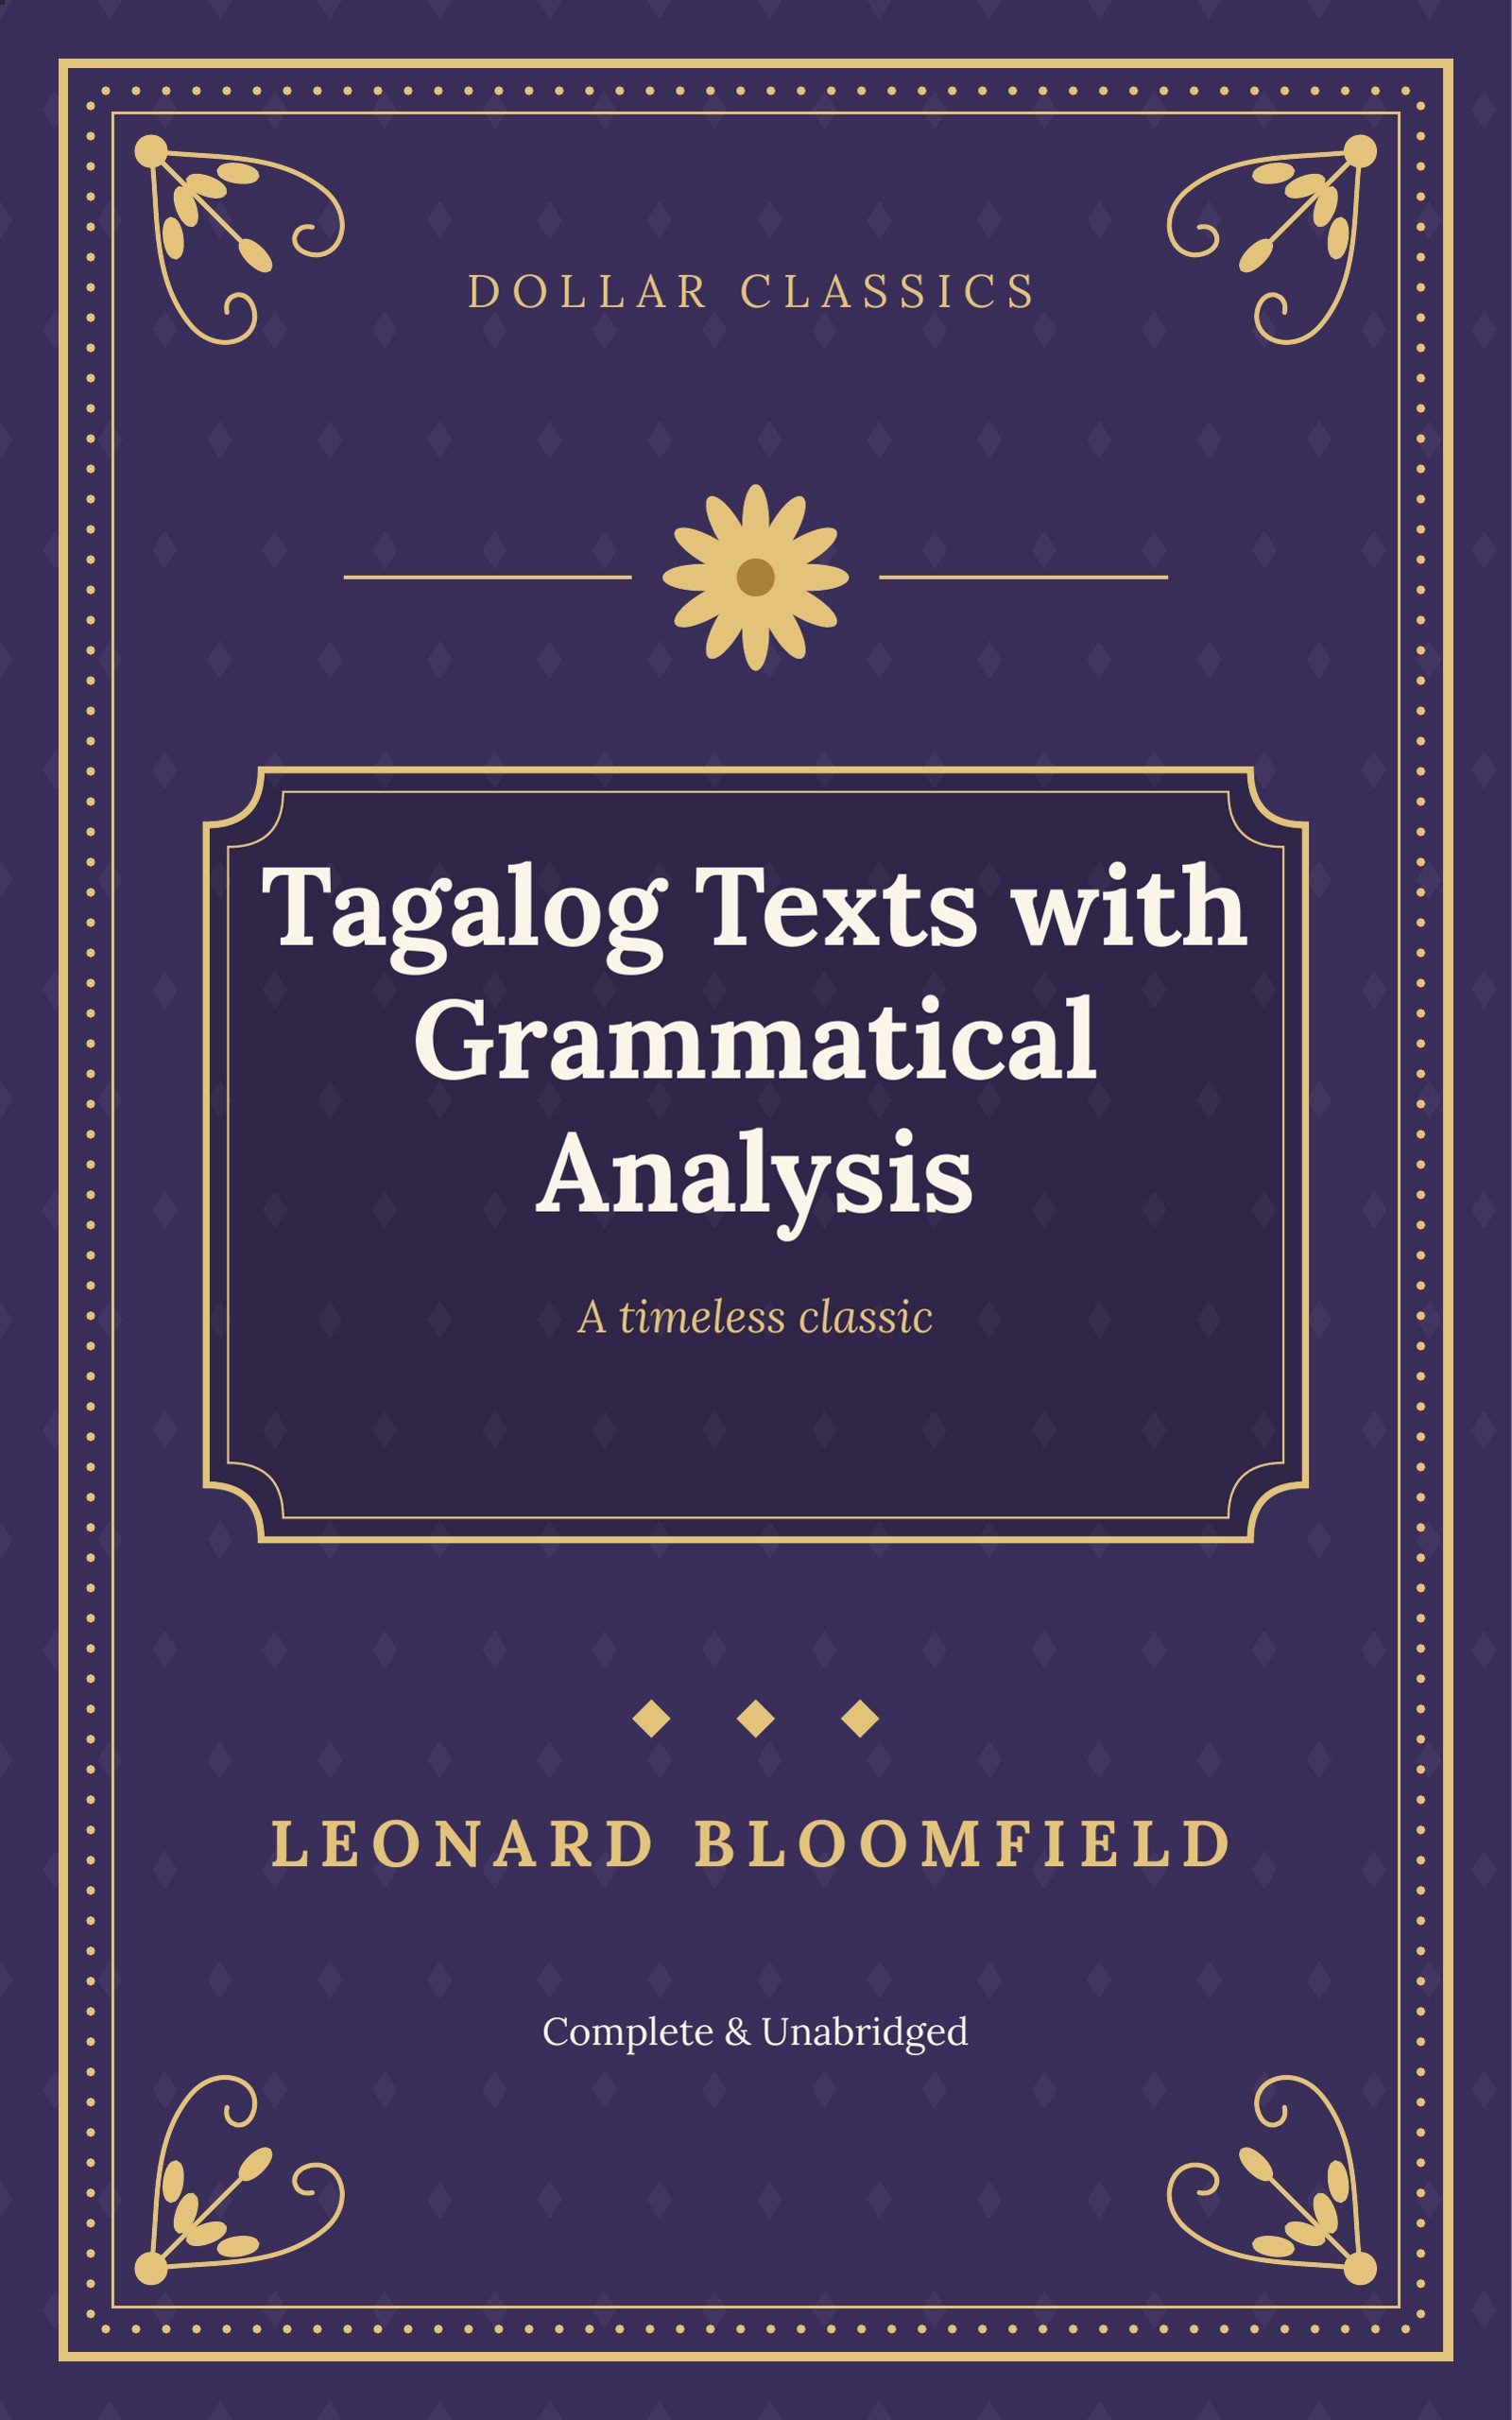 DOLLAR CLASSICS
Tagalog Texts with
Grammatical
Analysis
A timeless classic
LEONARD BLOOMFIELD
Complete & Unabridged